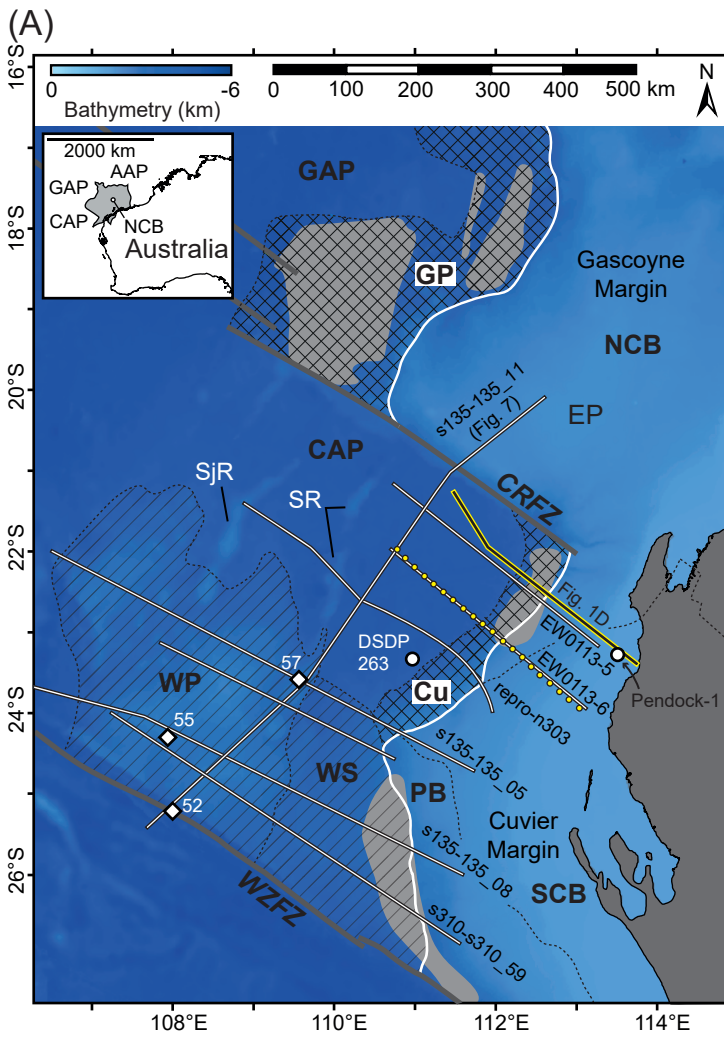 (A)
16°S
18°S
20°S
22°S
24°S
26°S
0
-6
Bathymetry (km)
0
100
200
300
400
500 km
N
2000 km
AAP
GAP
CAP
NCB
Australia
GAP
GP
Gascoyne
Margin
NCB
s135-135_11
(Fig. 7)
EP
CAP
CRFZ
SjR
SR
Fig. 1D
EW0113-5
EW0113-6
Pendock-1
DSDP
263
57
Cu
repro-n303
WP
55
WS
s135-135_05
PB
52
Cuvier
Margin
s135-135_08
SCB
WZFZ
s310-s310_59
108°E
110°E
112°E
114°E